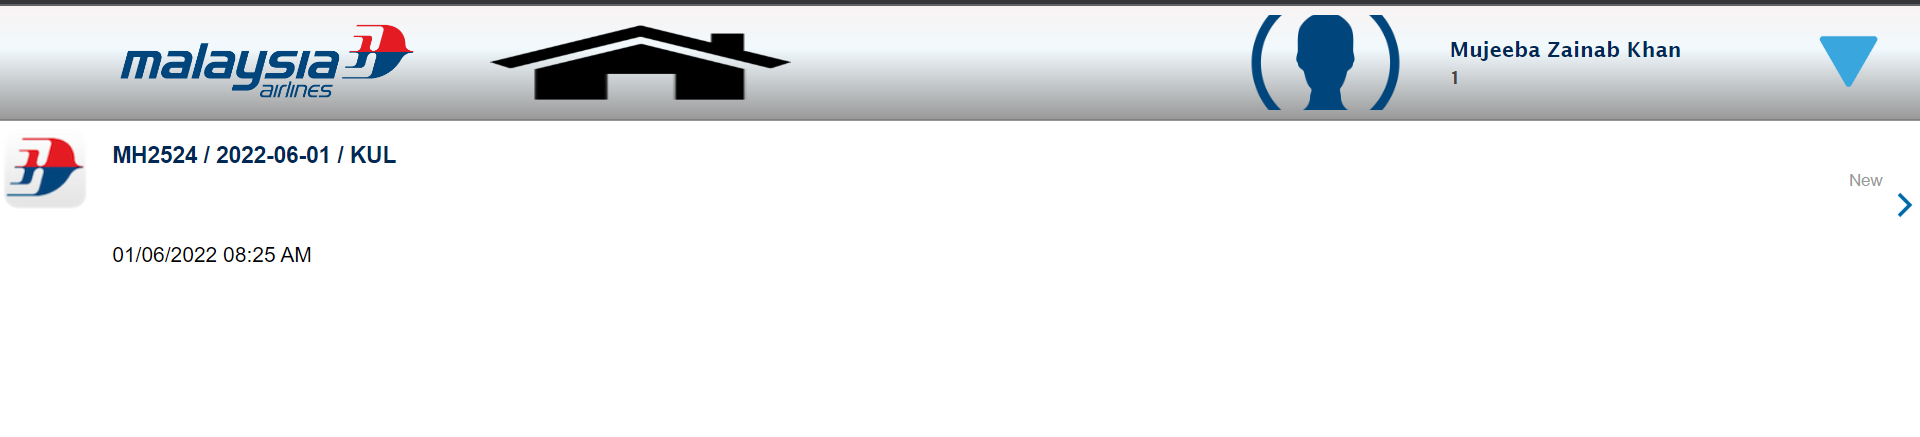 malaysia
airlines
Mujeeba Zainab Khan
1
MH2524 / 2022-06-01 / KUL
New
01/06/2022 08:25 AM